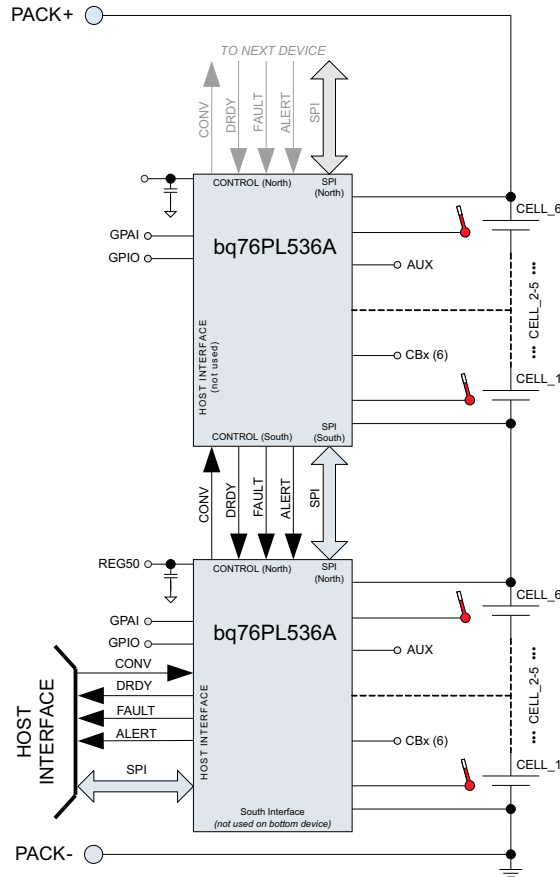 PACK+
TO NEXT DEVICE
CONV
DRDY
FAULT
ALERT
SPI
CONTROL (North)
SPI
(North)
CELL_6
GPAI
GPIO
bq76PL536A
AUX
... CELL_2-5 ...
HOST INTERFACE
(not used)
CBx (6)
CELL_1
SPI
(South)
CONTROL (South)
CONV
DRDY
FAULT
ALERT
SPI
REG50
CONTROL (North)
SPI
(North)
CELL_6
GPAI
GPIO
bq76PL536A
AUX
CONV
DRDY
FAULT
ALERT
SPI
HOST
INTERFACE
HOST INTERFACE
... CELL_2-5 ...
CBx (6)
CELL_1
South Interface
(not used on bottom device)
PACK-